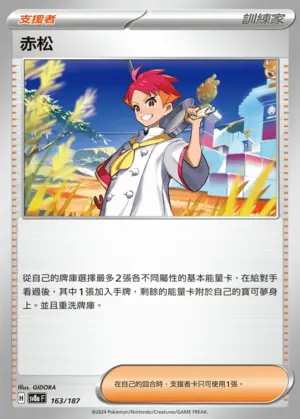 支援者
訓練家
赤松
從自己的牌庫選擇最多2張各不同屬性的基本能量卡，在給對手
看過後，其中1張加入手牌，剩餘的能量卡附於自己的寶可夢身
上。並且重洗牌庫。
Illus. GIDORA
在自己的回合時，支援者卡只可使用1張。
H sv8a F 163/187
©2024 Pokémon/Nintendo/Creatures/GAME FREAK.